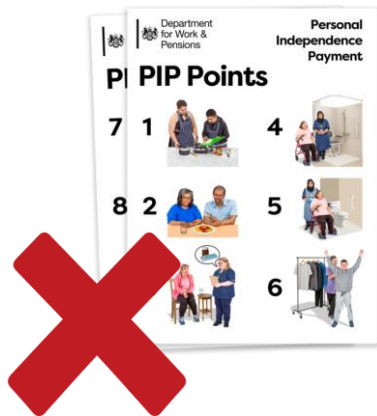 Department
for Work &
Pensions
Personal
Independence
Payment
PIP Points
1
4
2
5
6
7
8